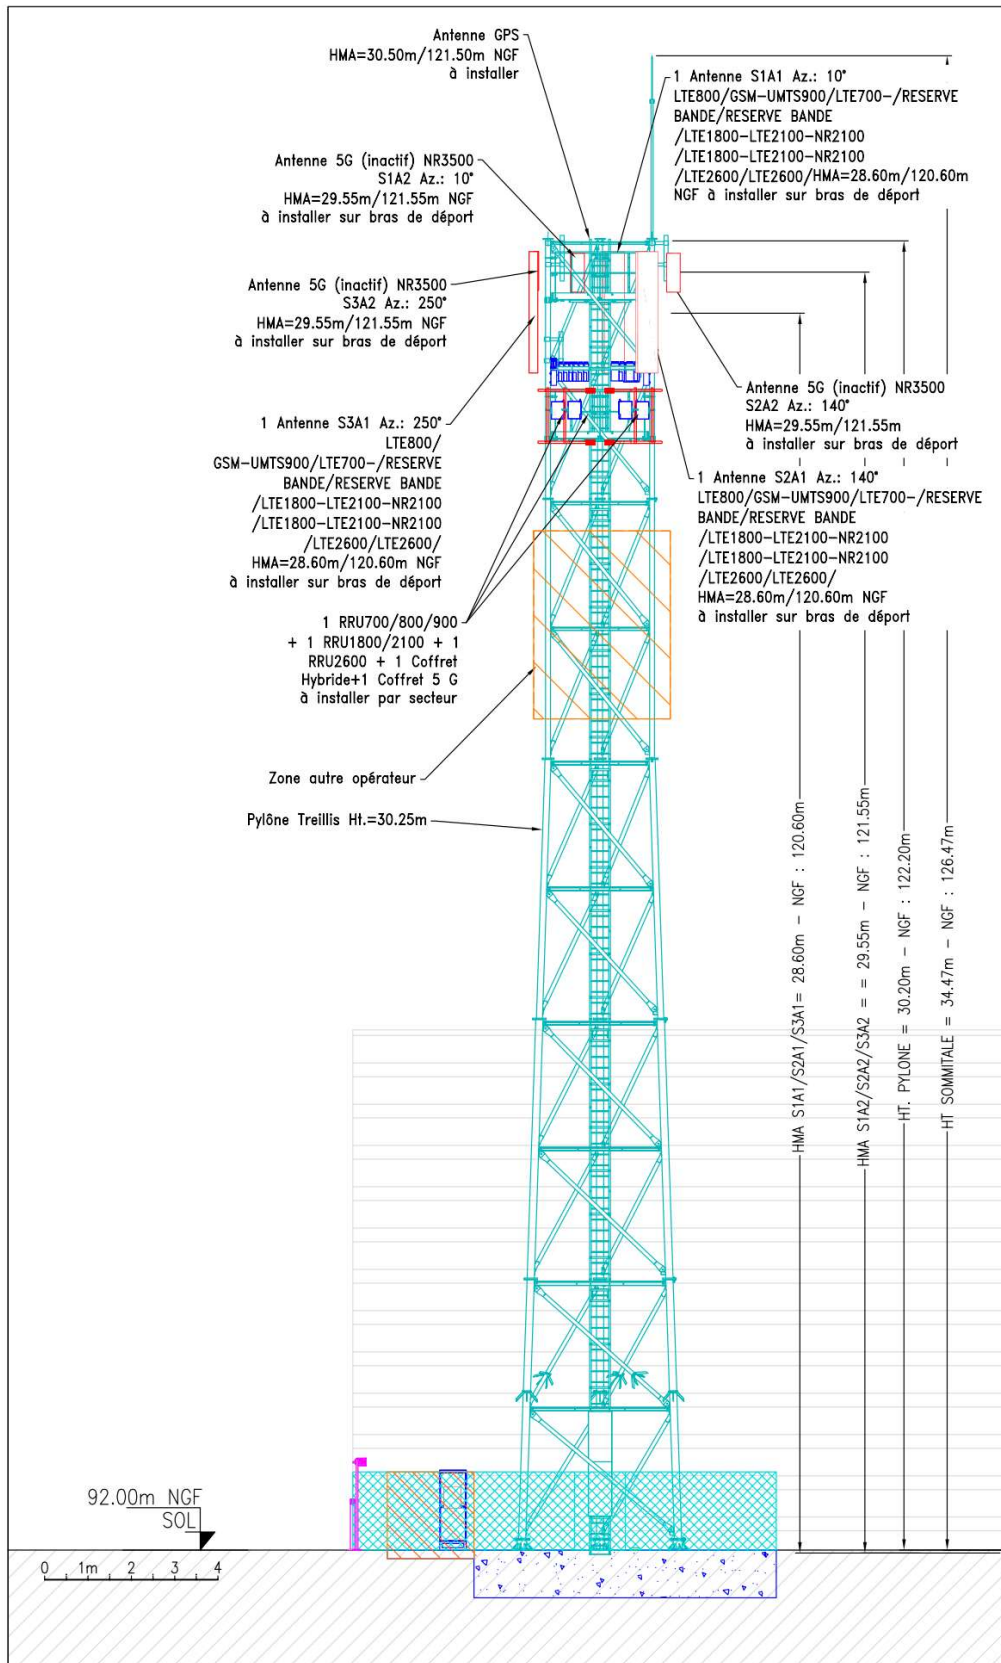 Antenne GPS
HMA=30.50m/121.50m NGF
à installer
1 Antenne S1A1 Az.: 10°
LTE800/GSM-UMTS900/LTE700-/RESERVE
BANDE/RESERVE BANDE
/LTE1800-LTE2100-NR2100
/LTE1800-LTE2100-NR2100
/LTE2600/LTE2600/HMA=28.60m/120.60m
NGF à installer sur bras de déport
Antenne 5G (inactif) NR3500
S1A2 Az.: 10°
HMA=29.55m/121.55m NGF
à installer sur bras de déport
Antenne 5G (inactif) NR3500
S3A2 Az.: 250°
HMA=29.55m/121.55m NGF
à installer sur bras de déport
Antenne 5G (inactif) NR3500
S2A2 Az.: 140°
HMA=29.55m/121.55m
à installer sur bras de déport
1 Antenne S3A1 Az.: 250°
LTE800/
GSM-UMTS900/LTE700-/RESERVE
BANDE/RESERVE BANDE
/LTE1800-LTE2100-NR2100
/LTE1800-LTE2100-NR2100
/LTE2600/LTE2600/
HMA=28.60m/120.60m NGF
à installer sur bras de déport
1 Antenne S2A1 Az.: 140°
LTE800/GSM-UMTS900/LTE700-/RESERVE
BANDE/RESERVE BANDE
/LTE1800-LTE2100-NR2100
/LTE1800-LTE2100-NR2100
/LTE2600/LTE2600/
HMA=28.60m/120.60m NGF
à installer sur bras de déport
1 RRU700/800/900
+ 1 RRU1800/2100 + 1
RRU2600 + 1 Coffret
Hybride+1 Coffret 5 G
à installer par secteur
Zone autre opérateur
Pylône Treillis Ht.=30.25m
HMA S1A1/S2A1/S3A1= 28.60m - NGF : 120.60m
HMA S1A2/S2A2/S3A2 = = 29.55m - NGF : 121.55m
HT. PYLONE = 30.20m - NGF : 122.20m
HT SOMMITALE = 34.47m - NGF : 126.47m
92.00m NGF
SOL
0 1m 2 3 4